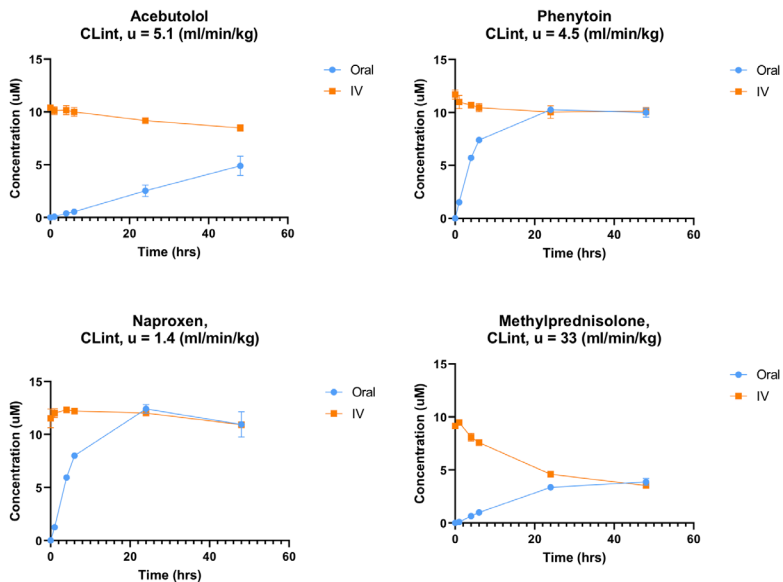 Acebutolol
CLint, u = 5.1 (ml/min/kg)
Concentration (uM)
15
10
5
0
0
20
40
60
Time (hrs)
Oral
IV
Phenytoin
CLint, u = 4.5 (ml/min/kg)
Concentration (uM)
15
10
5
0
0
20
40
60
Time (hrs)
Oral
IV
Naproxen,
CLint, u = 1.4 (ml/min/kg)
Concentration (uM)
15
10
5
0
0
20
40
60
Time (hrs)
Oral
IV
Methylprednisolone,
CLint, u = 33 (ml/min/kg)
Concentration (uM)
15
10
5
0
0
20
40
60
Time (hrs)
Oral
IV